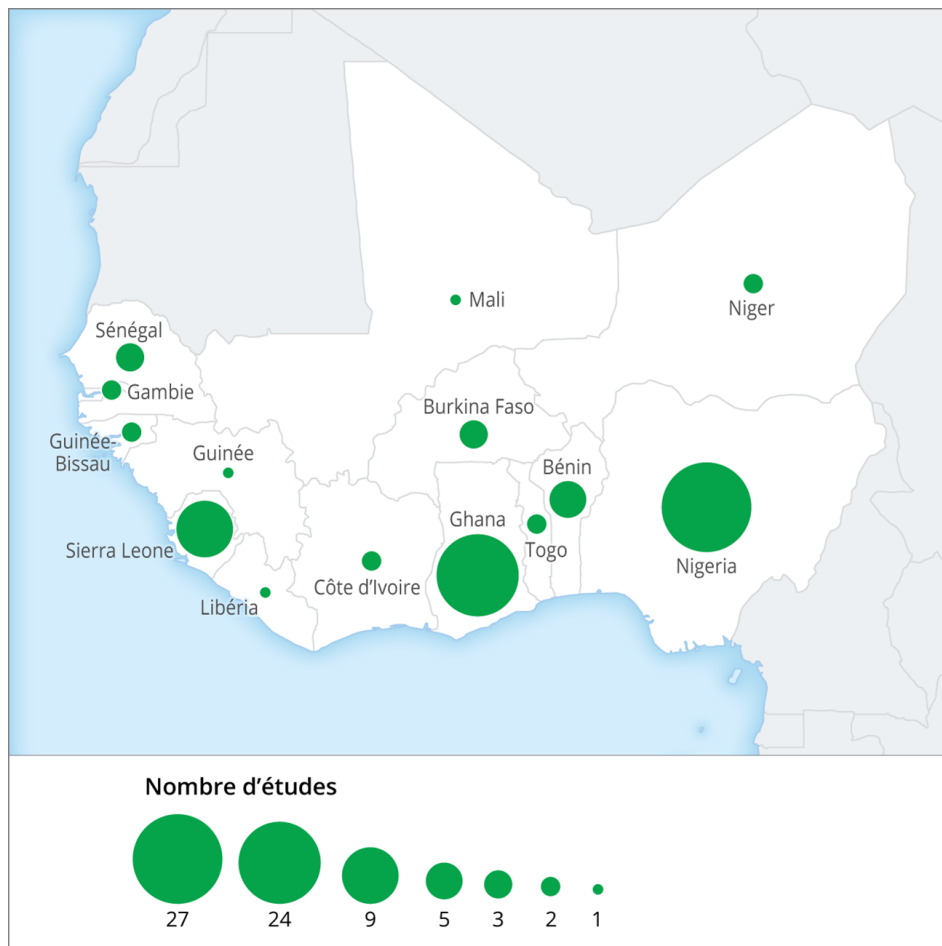 Mali
Niger
Sénégal
Gambie
Burkina Faso
Guinée-
Bissau
Guinée
Bénin
Ghana
Sierra Leone
Togo
Nigeria
Côte d’Ivoire
Libéria
Nombre d’études
27 24 9 5 3 2 1